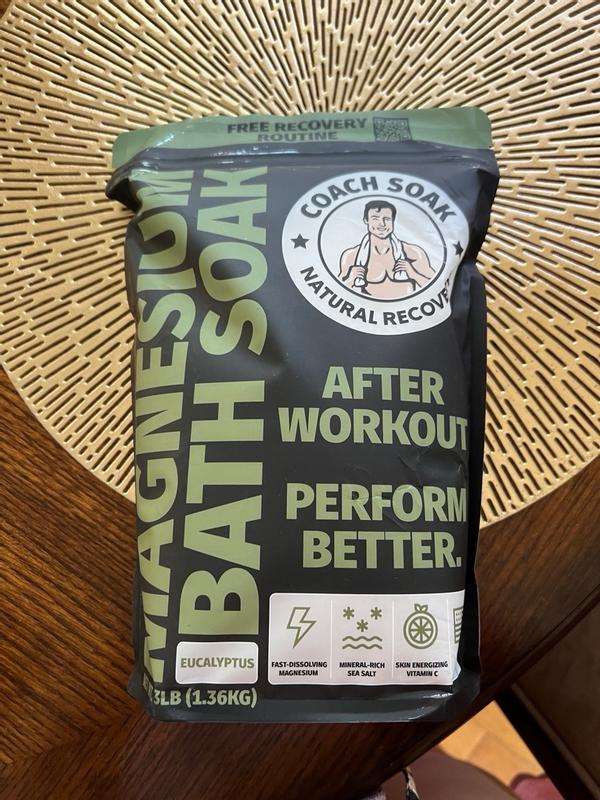 FREE RECOVERY
ROUTINE
MAGNESIUM
BATH SOAK
COACH SOAK
NATURAL RECOVE
AFTER
WORKOUT
PERFORM
BETTER.
EUCALYPTUS
FAST-DISSOLVING
MAGNESIUM
MINERAL-RICH
SEA SALT
SKIN ENERGIZING
VITAMIN C
3LB (1.36KG)